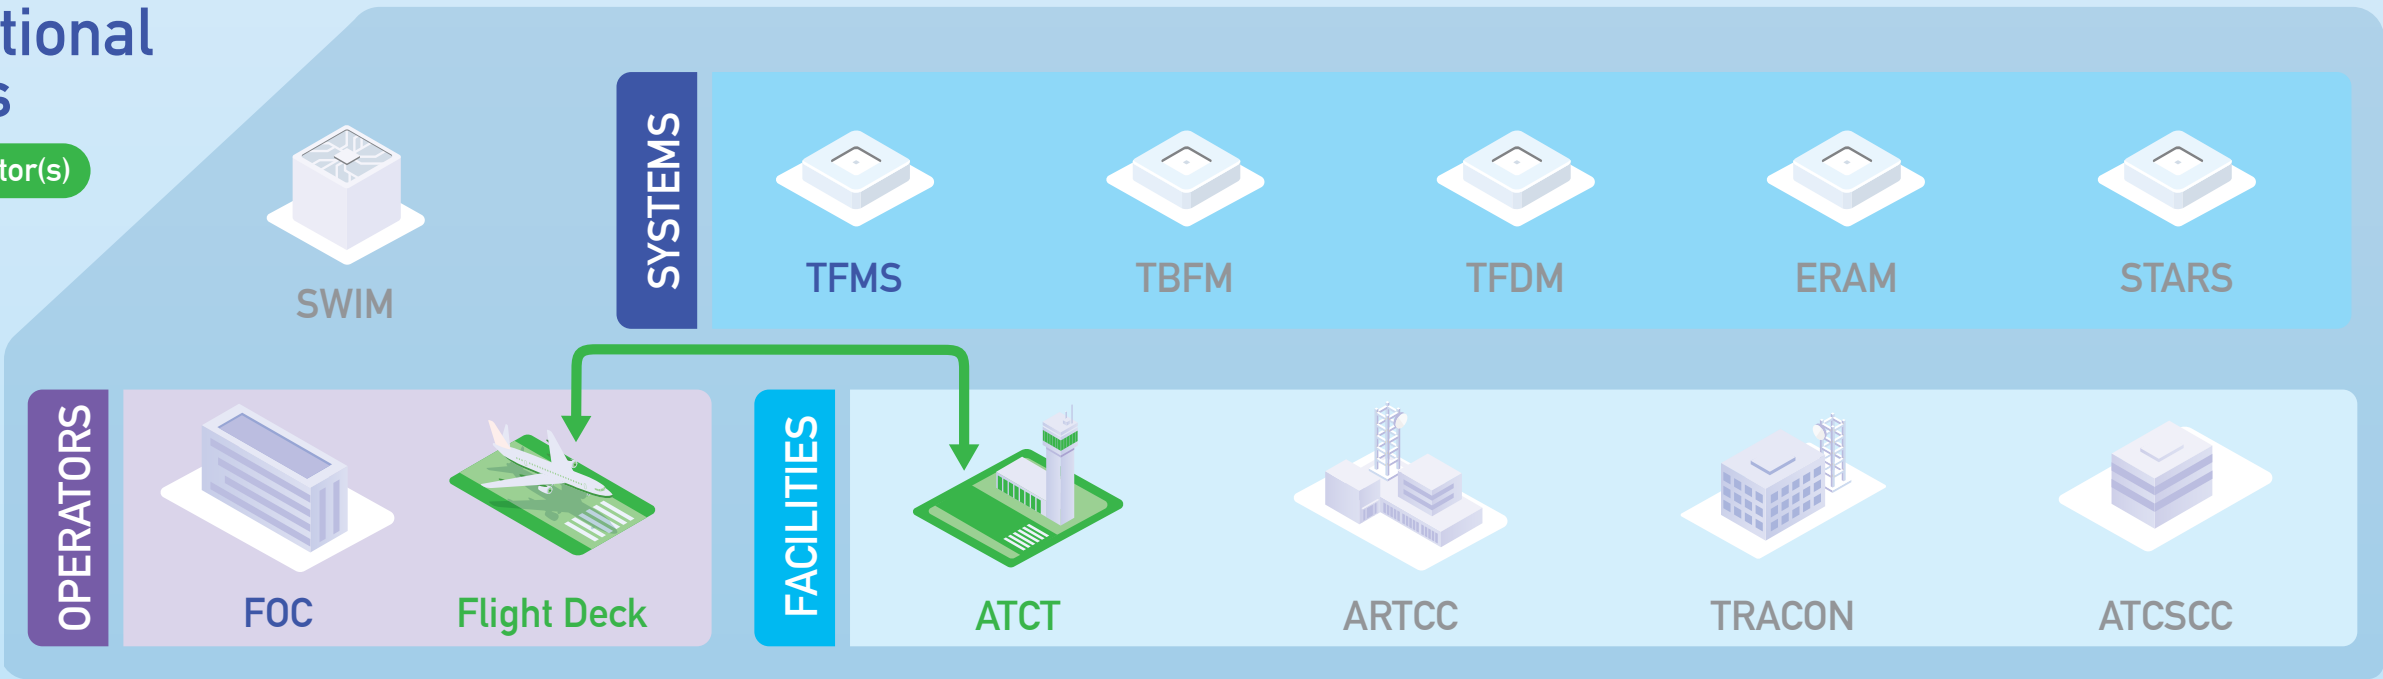 tional
s
tor(s)
SWIM
SYSTEMS
TFMS
TBFM
TFDM
ERAM
STARS
OPERATORS
FOC
Flight Deck
FACILITIES
ATCT
ARTCC
TRACON
ATCSCC